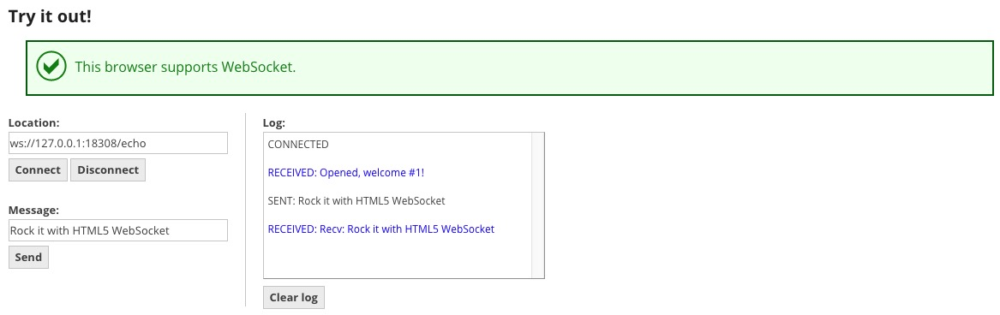 Try it out!
This browser supports WebSocket.
Location:
ws://127.0.0.1:18308/echo
Connect Disconnect
Message:
Rock it with HTML5 WebSocket
Send
Log:
CONNECTED
RECEIVED: Opened, welcome #1!
SENT: Rock it with HTML5 WebSocket
RECEIVED: Recv: Rock it with HTML5 WebSocket
Clear log